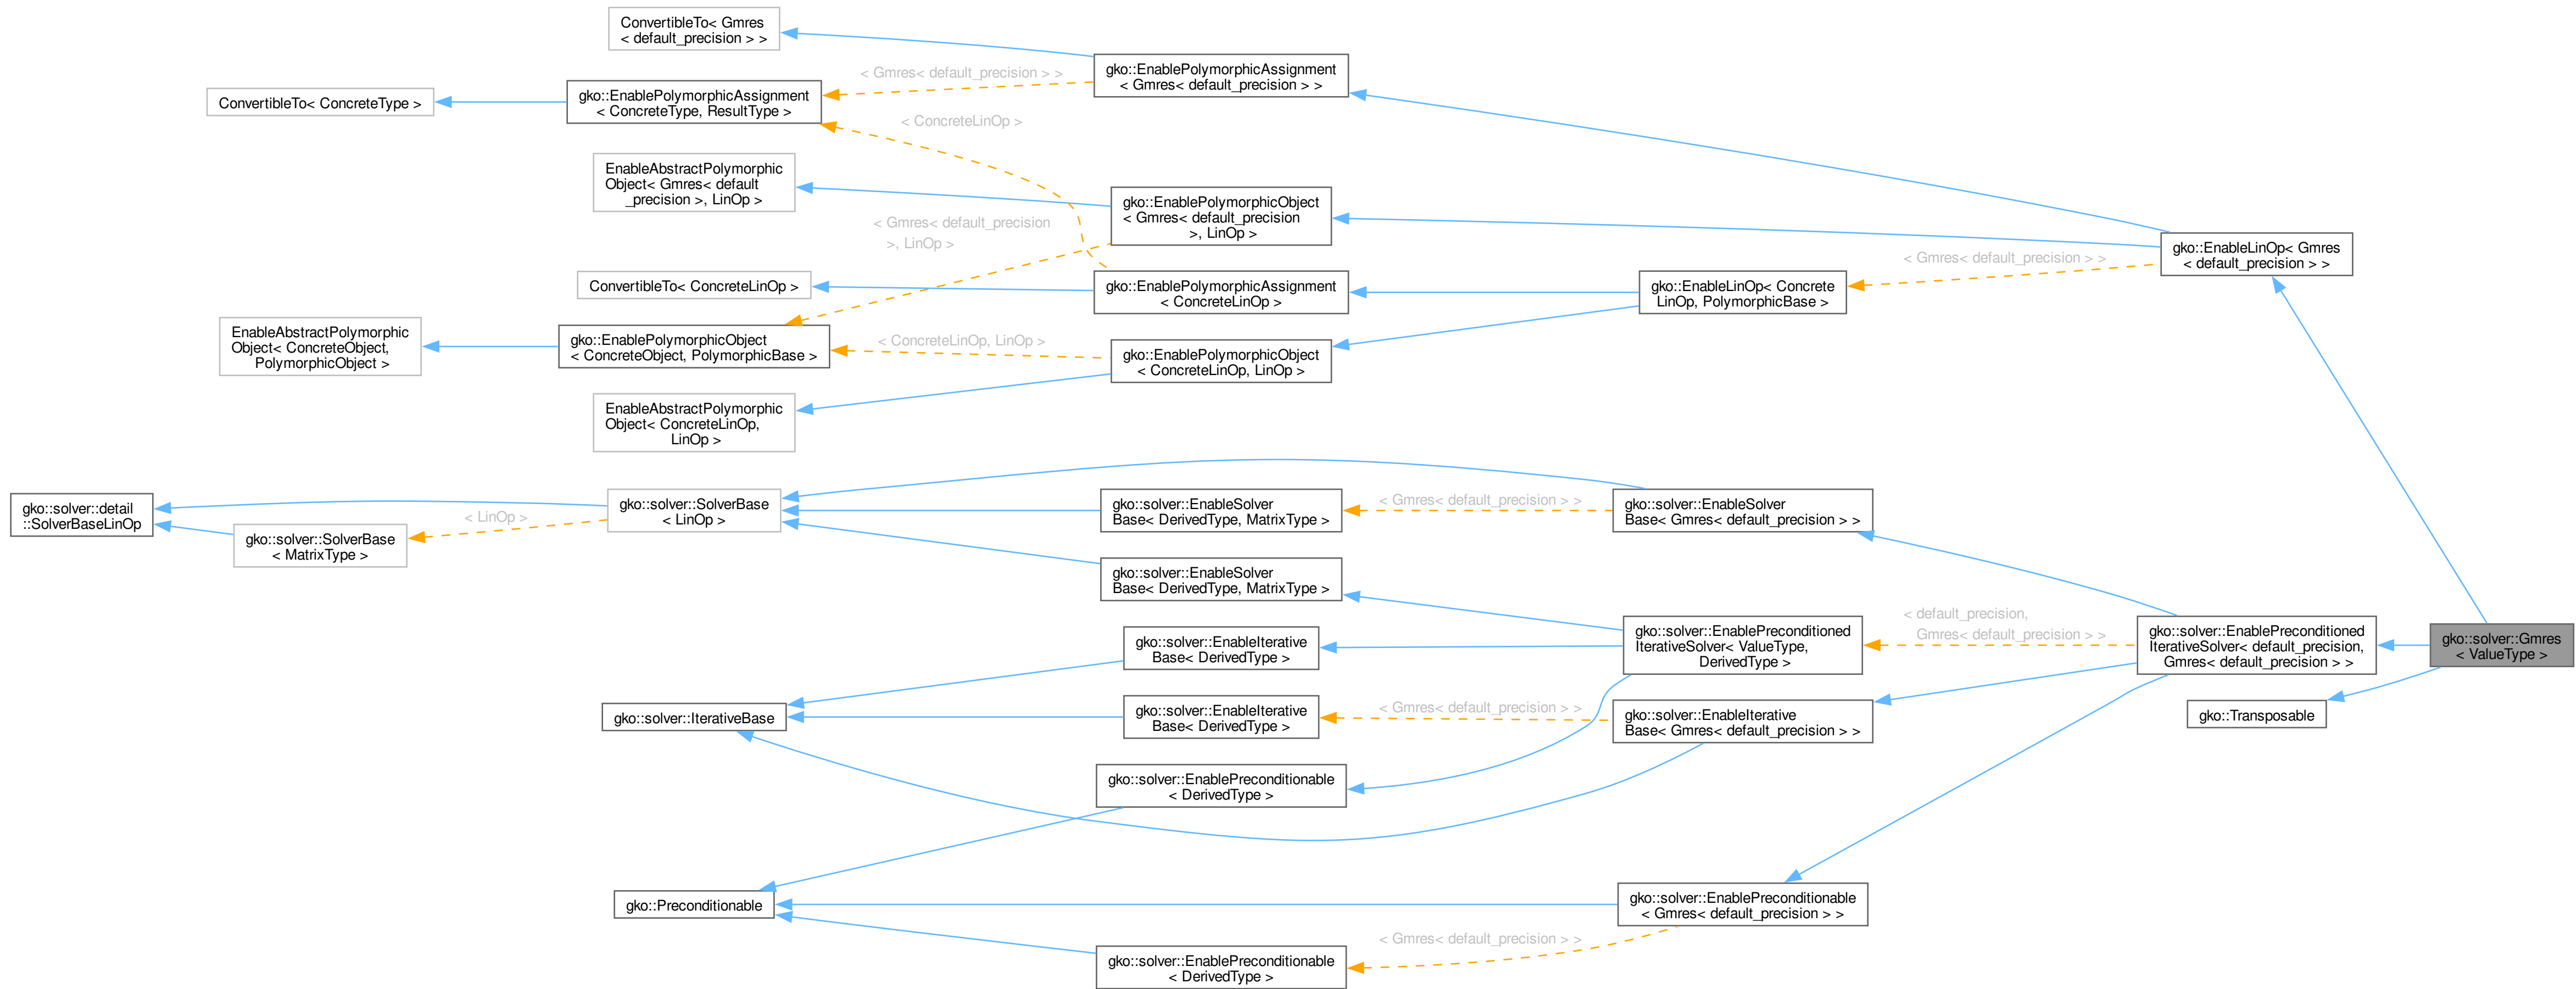 ConvertibleTo< Gmres
< default_precision > >
gko::EnablePolymorphicAssignment
< Gmres< default_precision > >
< Gmres< default_precision > >
ConvertibleTo< ConcreteType >
gko::EnablePolymorphicAssignment
< ConcreteType, ResultType >
< ConcreteLinOp >
EnableAbstractPolymorphic
Object< Gmres< default
_precision >, LinOp >
gko::EnablePolymorphicObject
< Gmres< default_precision
>, LinOp >
< Gmres< default_precision
>, LinOp >
gko::EnableLinOp< Gmres
< default_precision > >
< Gmres< default_precision > >
ConvertibleTo< ConcreteLinOp >
gko::EnablePolymorphicAssignment
< ConcreteLinOp >
gko::EnableLinOp< Concrete
LinOp, PolymorphicBase >
EnableAbstractPolymorphic
Object< ConcreteObject,
PolymorphicObject >
gko::EnablePolymorphicObject
< ConcreteObject, PolymorphicBase >
< ConcreteLinOp, LinOp >
gko::EnablePolymorphicObject
< ConcreteLinOp, LinOp >
EnableAbstractPolymorphic
Object< ConcreteLinOp,
LinOp >
gko::solver::detail
::SolverBaseLinOp
gko::solver::SolverBase
< MatrixType >
< LinOp >
gko::solver::SolverBase
< LinOp >
gko::solver::EnableSolver
Base< DerivedType, MatrixType >
< Gmres< default_precision > >
gko::solver::EnableSolver
Base< Gmres< default_precision > >
gko::solver::EnableSolver
Base< DerivedType, MatrixType >
gko::solver::EnableIterative
Base< DerivedType >
gko::solver::EnablePreconditioned
IterativeSolver< ValueType,
DerivedType >
< default_precision,
Gmres< default_precision > >
gko::solver::EnablePreconditioned
IterativeSolver< default_precision,
Gmres< default_precision > >
gko::solver::Gmres
< ValueType >
gko::solver::IterativeBase
gko::solver::EnableIterative
Base< DerivedType >
< Gmres< default_precision > >
gko::solver::EnableIterative
Base< Gmres< default_precision > >
gko::Transposable
gko::solver::EnablePreconditionable
< DerivedType >
gko::Preconditionable
gko::solver::EnablePreconditionable
< Gmres< default_precision > >
< Gmres< default_precision > >
gko::solver::EnablePreconditionable
< DerivedType >